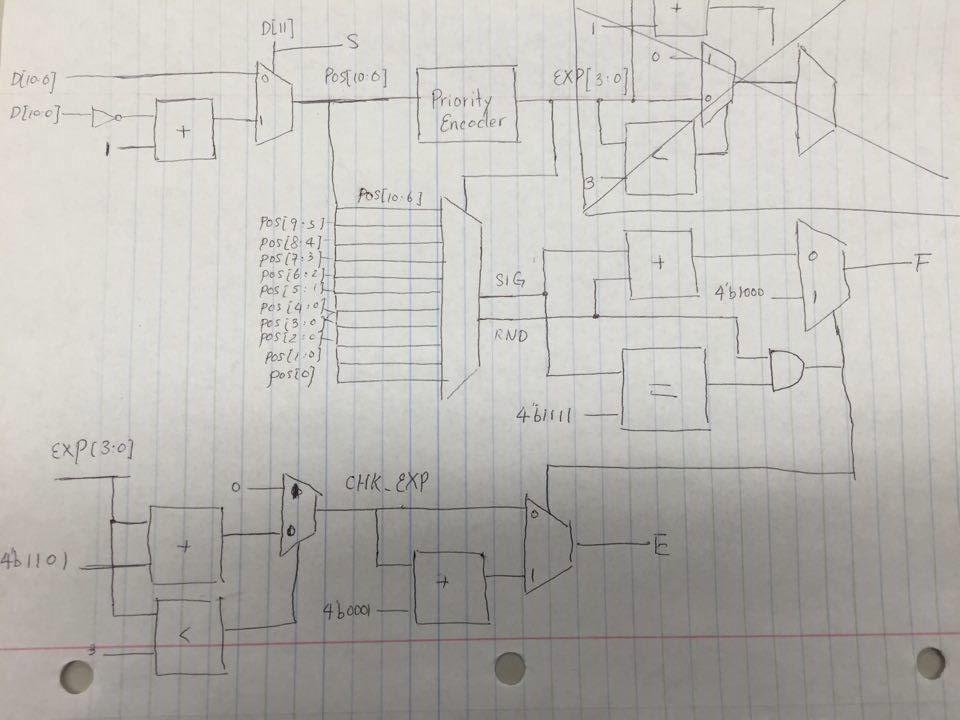 D[11]
S
D[10:0]
0
POS[10:0]
D[10:0]
+
1
1
Priority
Encoder
EXP[3:0]
+
1
0
1
0
<
3
POS[10:6]
POS[9:5]
POS[8:4]
POS[7:3]
POS[6:2]
POS[5:1]
POS[4:0]
POS[3:0]
POS[2:0]
POS[1:0]
POS[0]
SIG
RND
+
0
F
4'b1000
1
=
4'b1111
EXP[3:0]
0
CHK_EXP
0
+
0
4'b1101
E
+
1
4'b0001
<
3